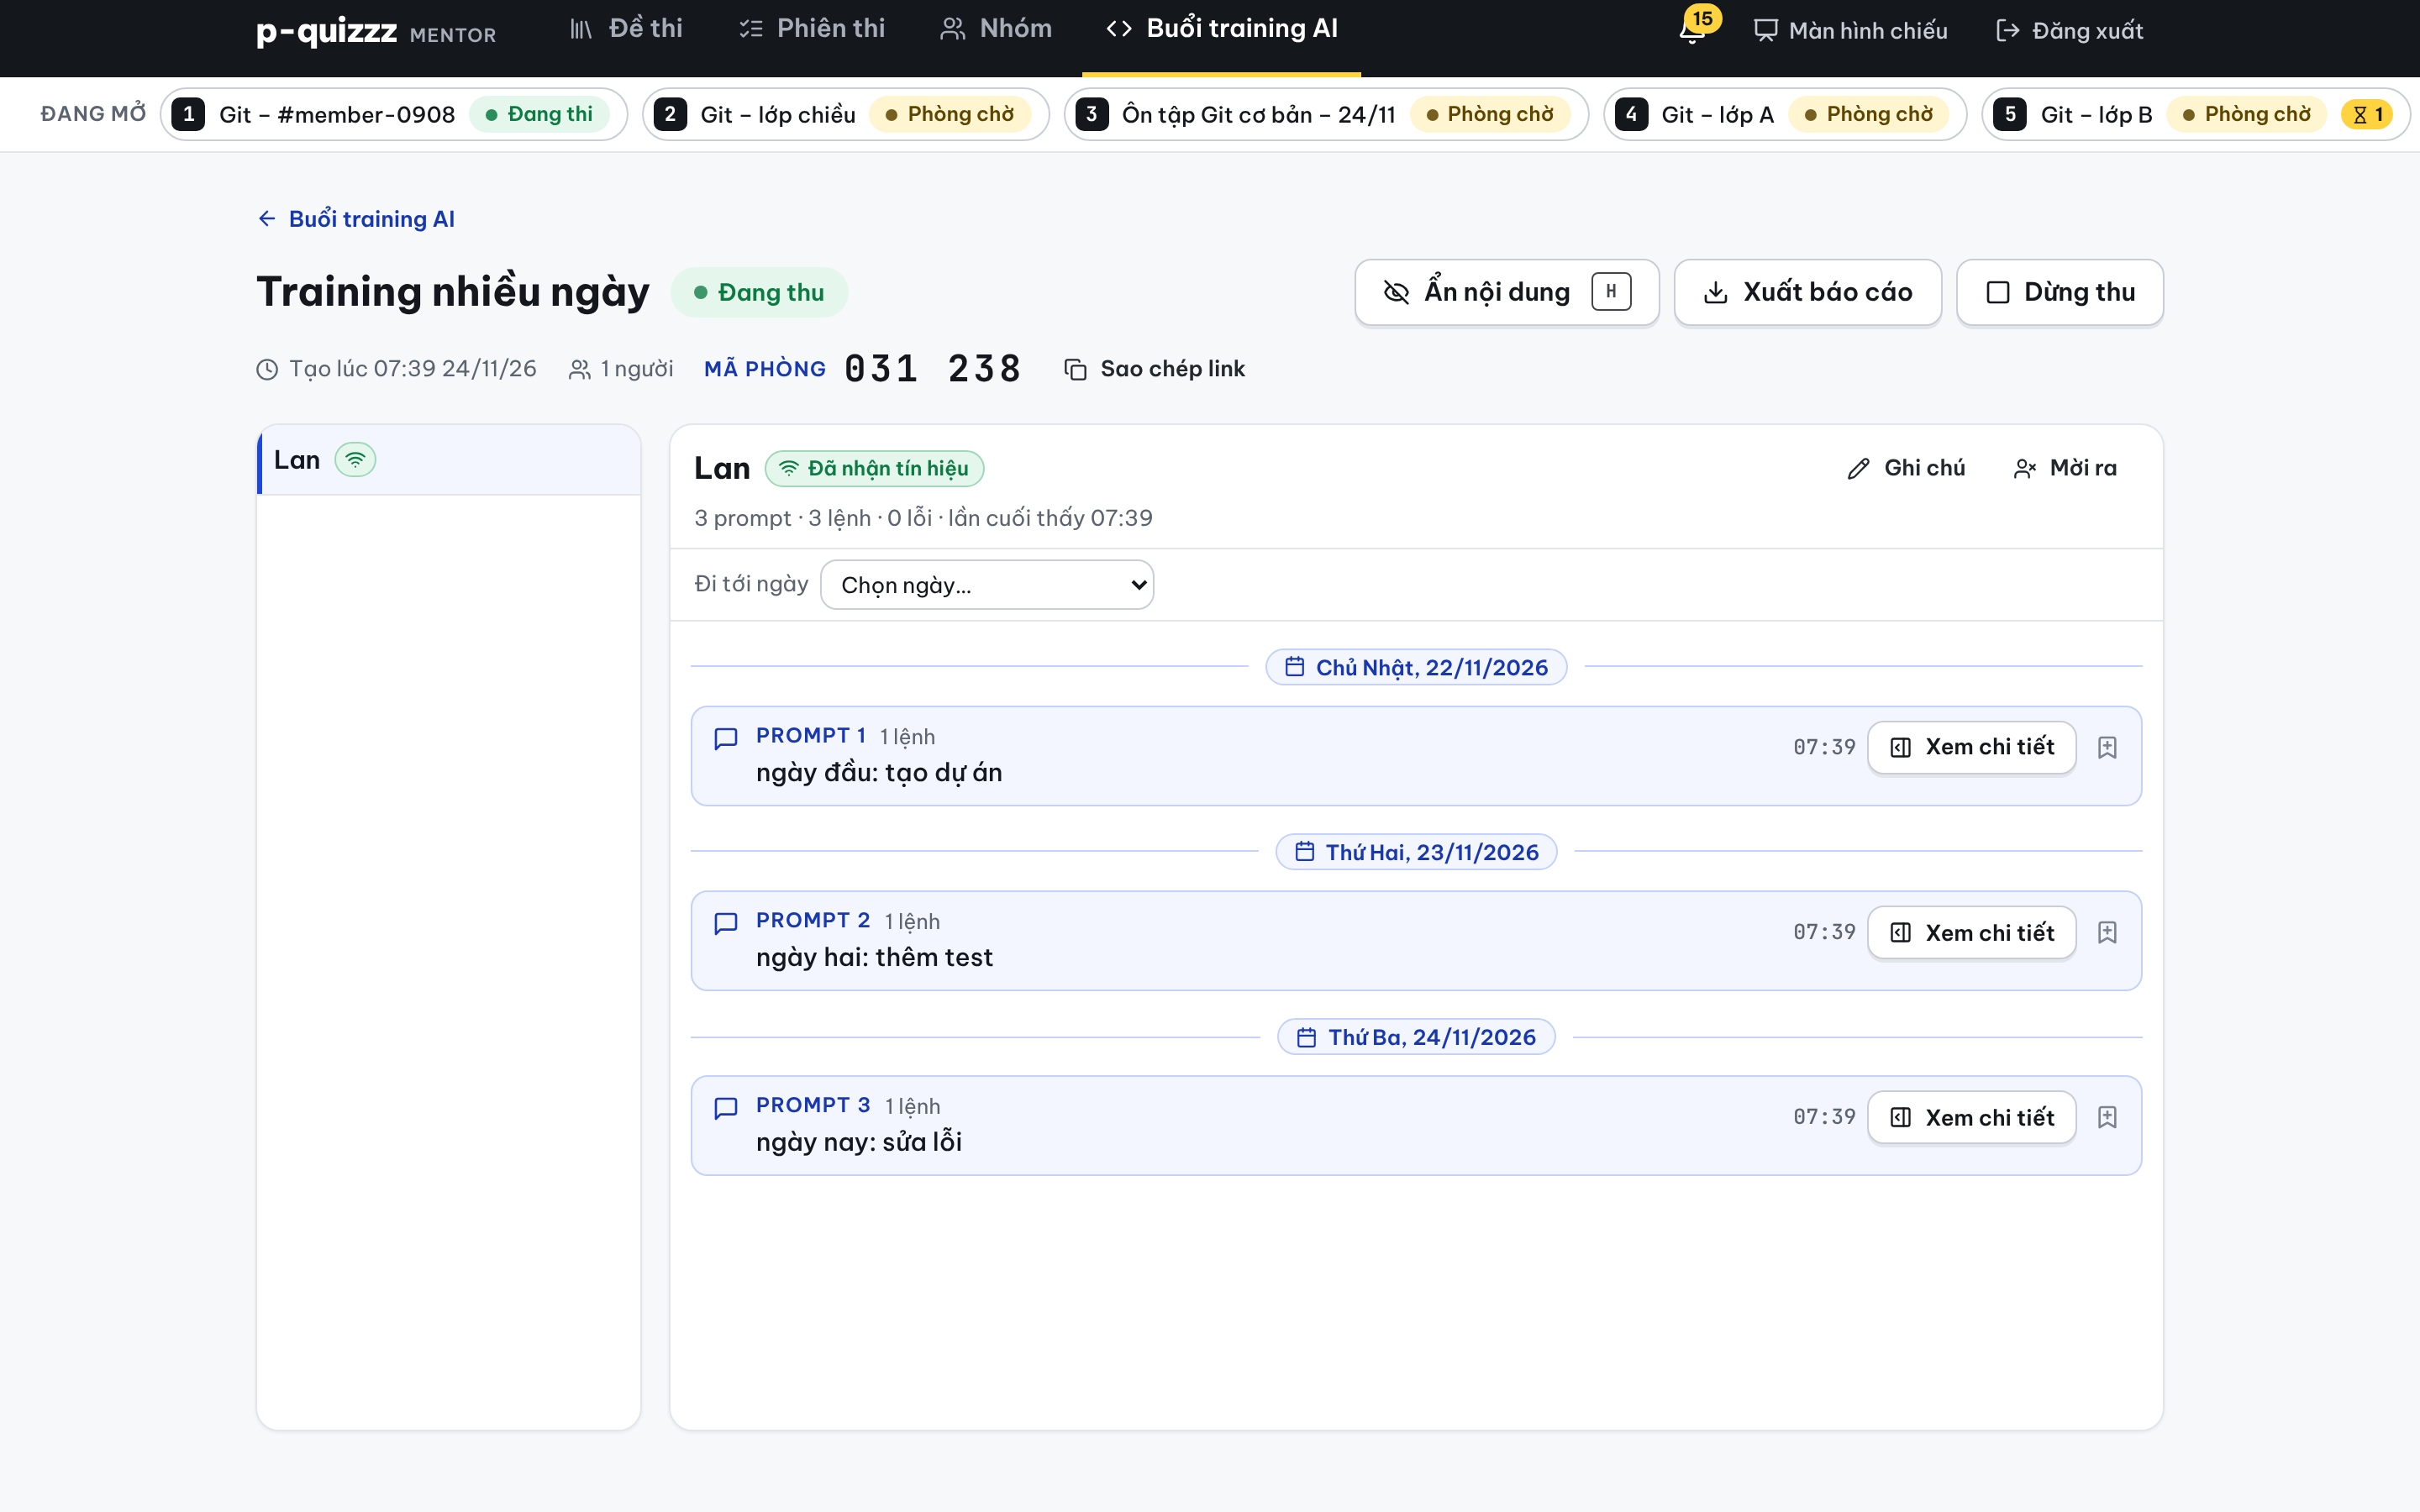 p-quizzz MENTOR Đề thi Phiên thi Nhóm Buổi training AI 15 Màn hình chiếu Đăng xuất
ĐANG MỞ 1 Git – #member-0908 Đang thi 2 Git – lớp chiều Phòng chờ 3 Ôn tập Git cơ bản – 24/11 Phòng chờ 4 Git – lớp A Phòng chờ 5 Git – lớp B Phòng chờ 1
Buổi training AI
Training nhiều ngày Đang thu Ẩn nội dung H Xuất báo cáo Dừng thu
Tạo lúc 07:39 24/11/26 1 người MÃ PHÒNG 031 238 Sao chép link
Lan
Lan Đã nhận tín hiệu Ghi chú Mời ra
3 prompt · 3 lệnh · 0 lỗi · lần cuối thấy 07:39
Đi tới ngày Chọn ngày...
Chủ Nhật, 22/11/2026
PROMPT 1 1 lệnh 07:39 Xem chi tiết
ngày đầu: tạo dự án
Thứ Hai, 23/11/2026
PROMPT 2 1 lệnh 07:39 Xem chi tiết
ngày hai: thêm test
Thứ Ba, 24/11/2026
PROMPT 3 1 lệnh 07:39 Xem chi tiết
ngày nay: sửa lỗi